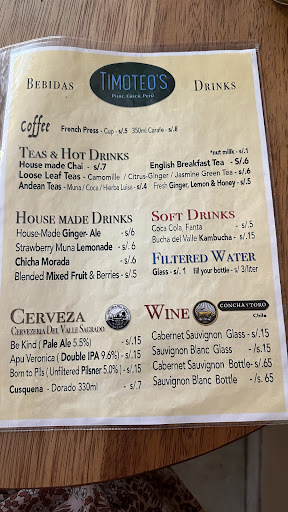 BEBIDAS
TIMOTEO'S
Pisac, Cusco, Perú
DRINKS
Coffee
French Press - Cup - s/.5 350ml Carafe - s/.8
TEAS & HOT DRINKS
*nut milk s/.1
House made Chai - s/.7
English Breakfast Tea - S/.6
Loose Leaf Teas - Camomille / Citrus-Ginger / Jasmine Green Tea - s/.6
Andean Teas - Muna / Coca / Hierba Luisa - s/.4
Fresh Ginger, Lemon & Honey - s/.5
HOUSE MADE DRINKS
House-Made Ginger- Ale - s/6
Strawberry Muna Lemonade - s/.6
Chicha Morada - s/.6
Blended Mixed Fruit & Berries - s/.5
SOFT DRINKS
Coca Cola, Fanta - s/.5
Bucha del Valle Kambucha - s/.15
FILTERED WATER
Glass - s/.1 fill your bottle - s/3/liter
CERVEZA
CERVEZERIA DEL VALLE SAGRADO
Be Kind ( Pale Ale 5.5%) - s/.15
Apu Veronica ( Double IPA 9.6%) - s/.15
Born to Pils ( Unfiltered Pilsner 5.0% ) - s/.15
Cusquena - Dorado 330ml - s/.7
WINE
CONCHA Y TORO
Chile
Cabernet Sauvignon Glass - s/.15
Sauvignon Blanc Glass - /s.15
Cabernet Sauvignon Bottle - s/.65
Sauvignon Blanc Bottle - /s. 65